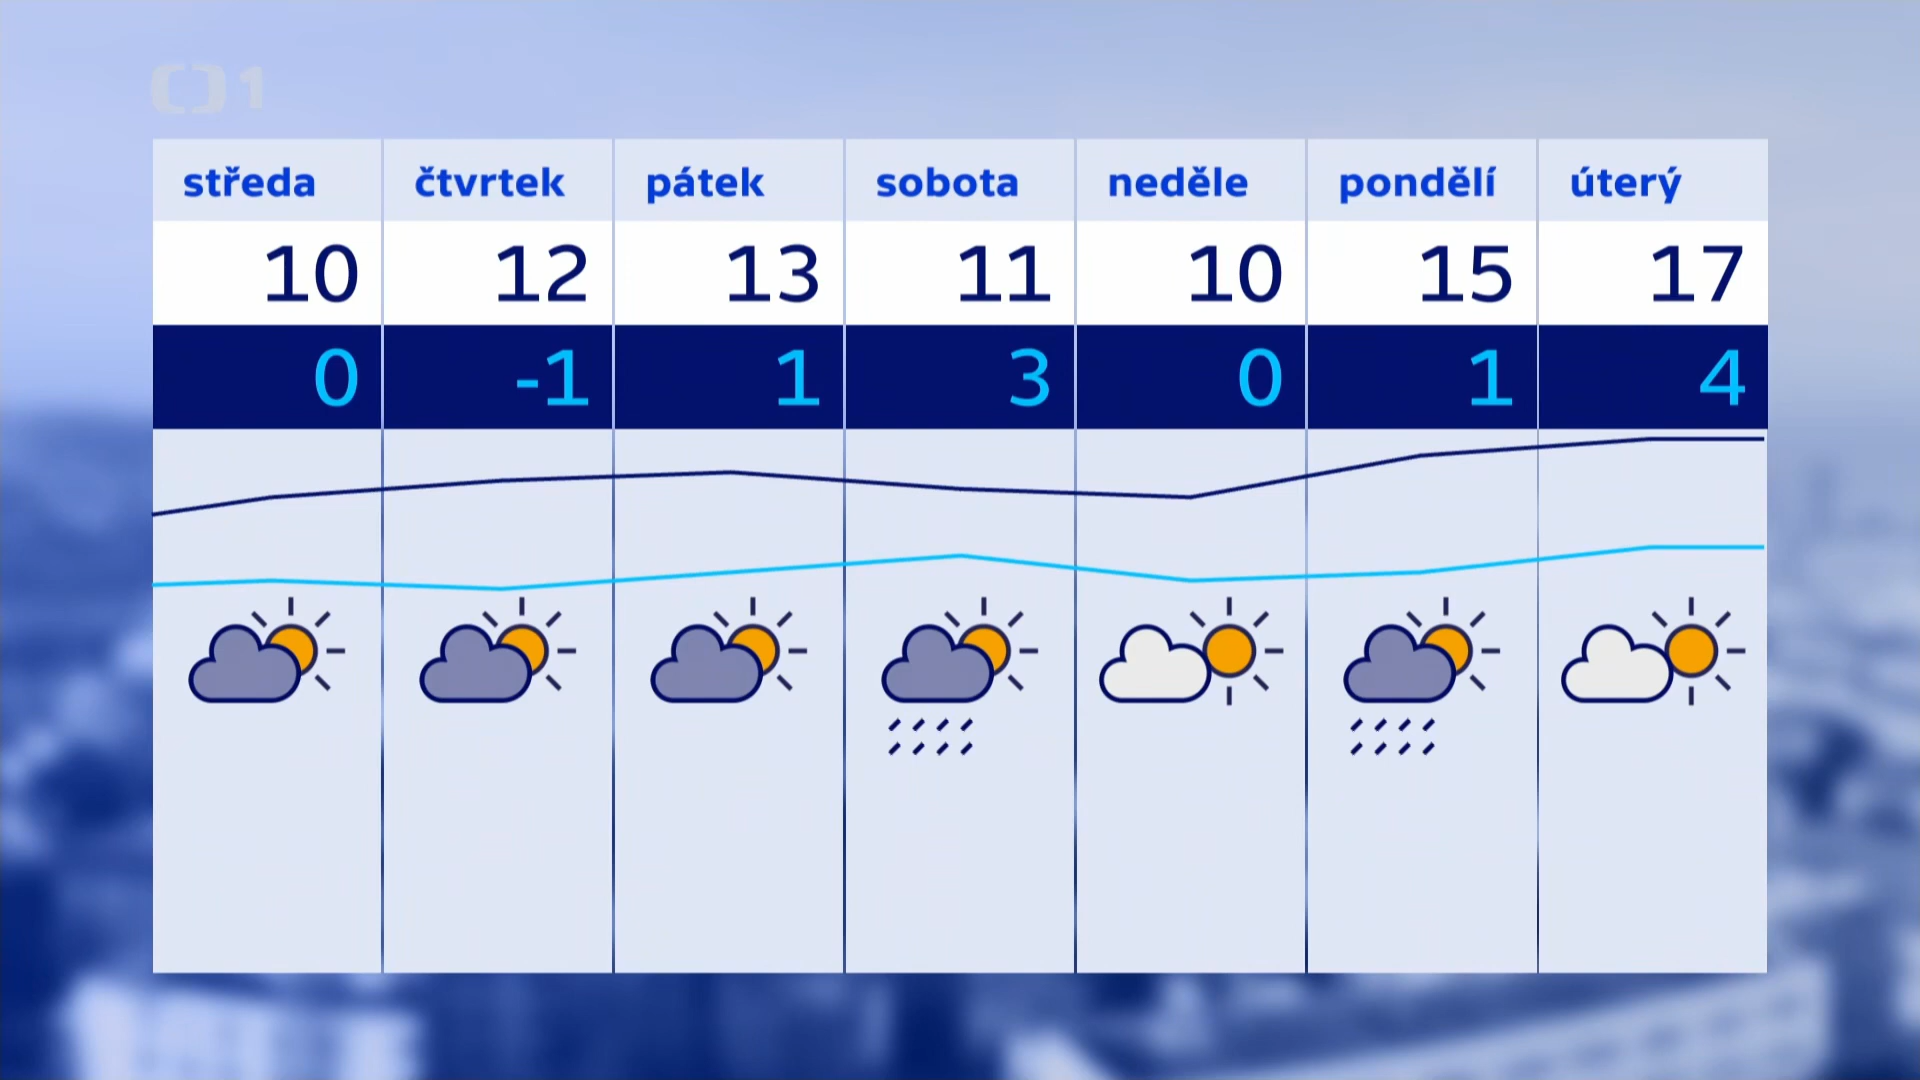 1
středa čtvrtek pátek sobota neděle pondělí úterý
10 12 13 11 10 15 17
0 -1 1 3 0 1 4